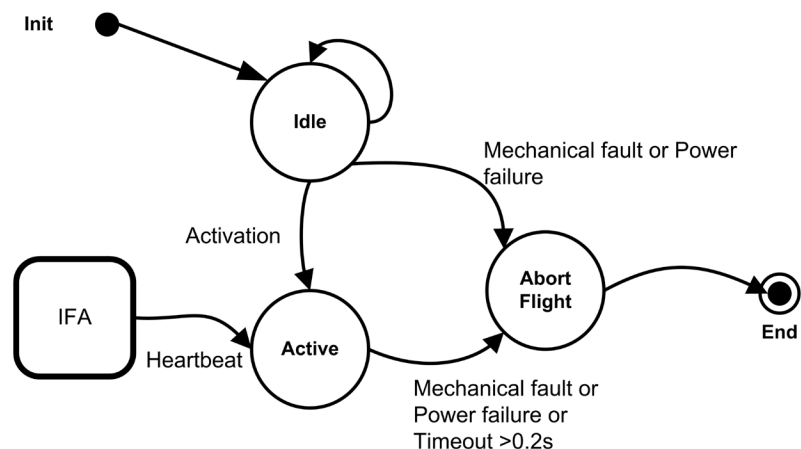 Init
Idle
Mechanical fault or Power
failure
Activation
Abort
Flight
IFA
Heartbeat
Active
End
Mechanical fault or
Power failure or
Timeout >0.2s